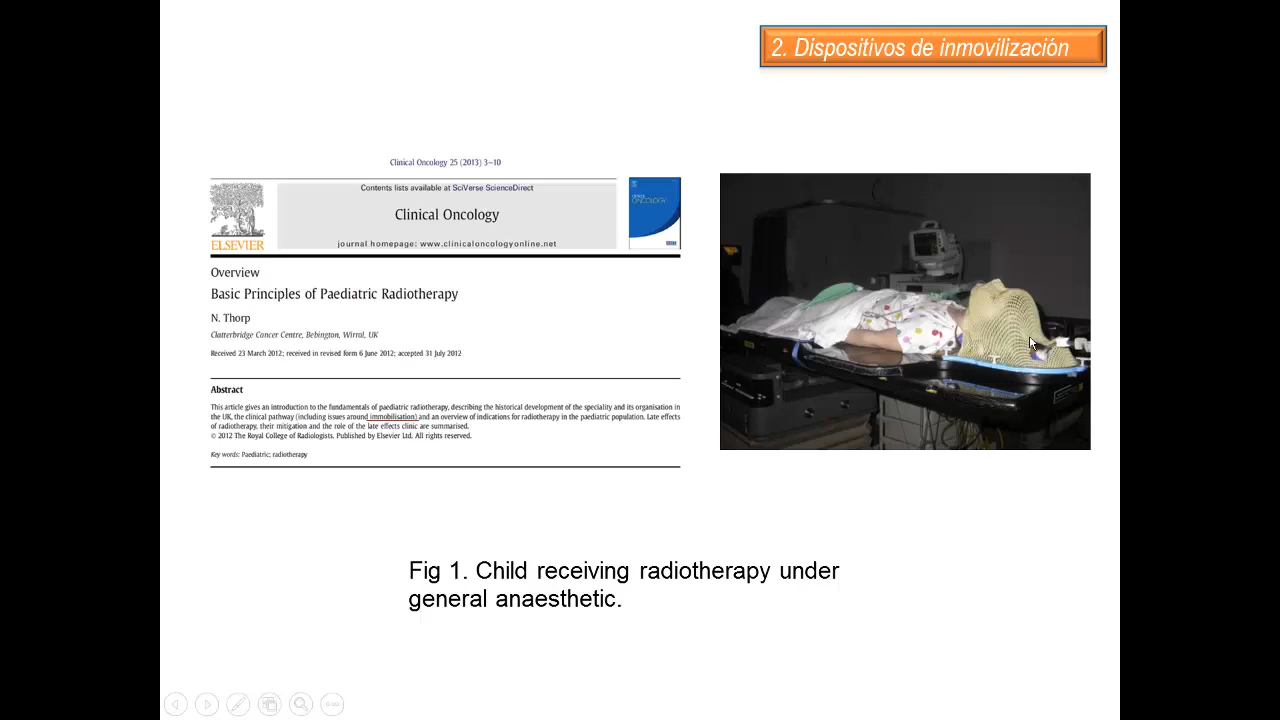 2. Dispositivos de inmovilización
Clinical Oncology 25 (2013) 3–10
Contents lists available at SciVerse ScienceDirect
Clinical Oncology
journal homepage: www.clinicaloncologyonline.net
ELSEVIER
ONCOLOGY
Overview
Basic Principles of Paediatric Radiotherapy
N. Thorp
Clatterbridge Cancer Centre, Bebington, Wirral, UK
Received 23 March 2012; received in revised form 6 June 2012; accepted 31 July 2012
Abstract
This article gives an introduction to the fundamentals of paediatric radiotherapy, describing the historical development of the speciality and its organisation in
the UK, the clinical pathway (including issues around immobilisation) and an overview of indications for radiotherapy in the paediatric population. Late effects
of radiotherapy, their mitigation and the role of the late effects clinic are summarised.
© 2012 The Royal College of Radiologists. Published by Elsevier Ltd. All rights reserved.
Key words: Paediatric; radiotherapy
Fig 1. Child receiving radiotherapy under
general anaesthetic.